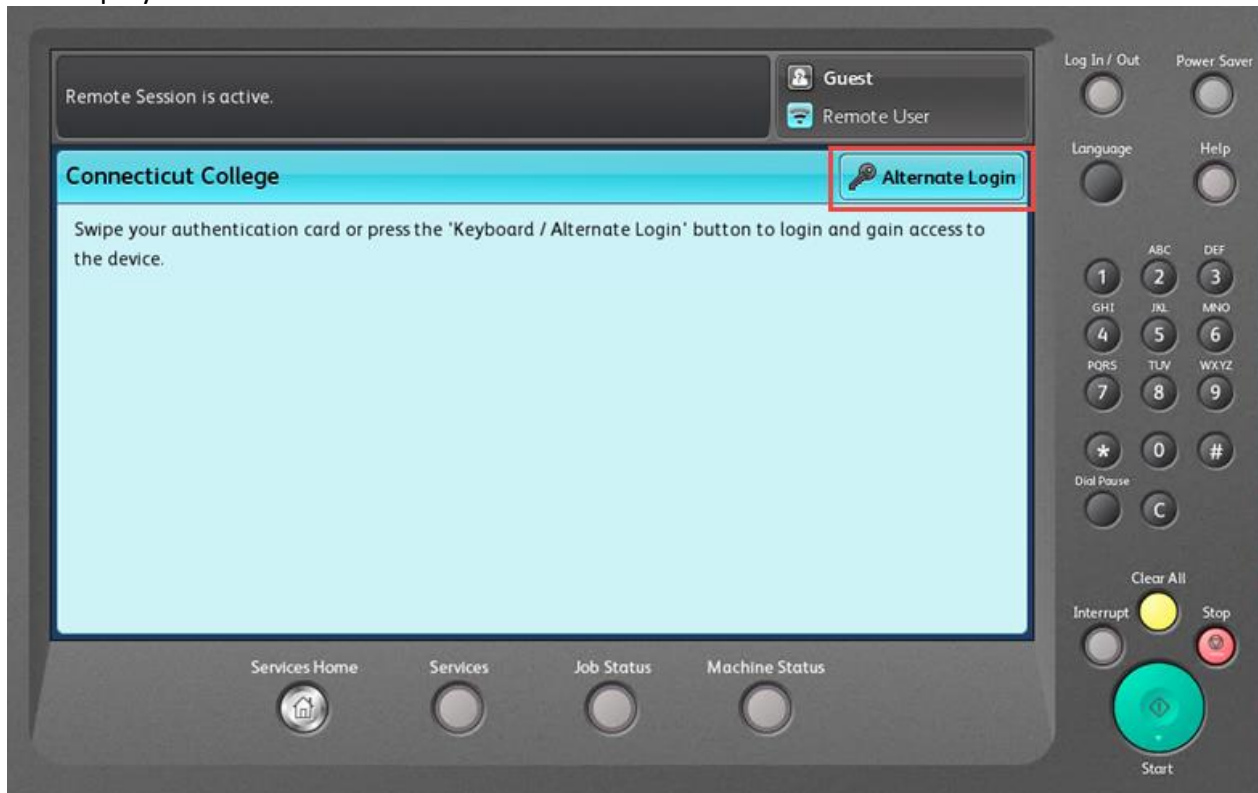 Remote Session is active.
Guest
Remote User
Connecticut College
Alternate Login
Swipe your authentication card or press the 'Keyboard / Alternate Login' button to login and gain access to
the device.
Services Home
Services
Job Status
Machine Status
Log In / Out
Power Saver
Language
Help
ABC
DEF
1
2
3
GHI
JKL
MNO
4
5
6
PQRS
TUV
WXYZ
7
8
9
*
0
#
Dial Pause
C
Clear All
Interrupt
Stop
Start